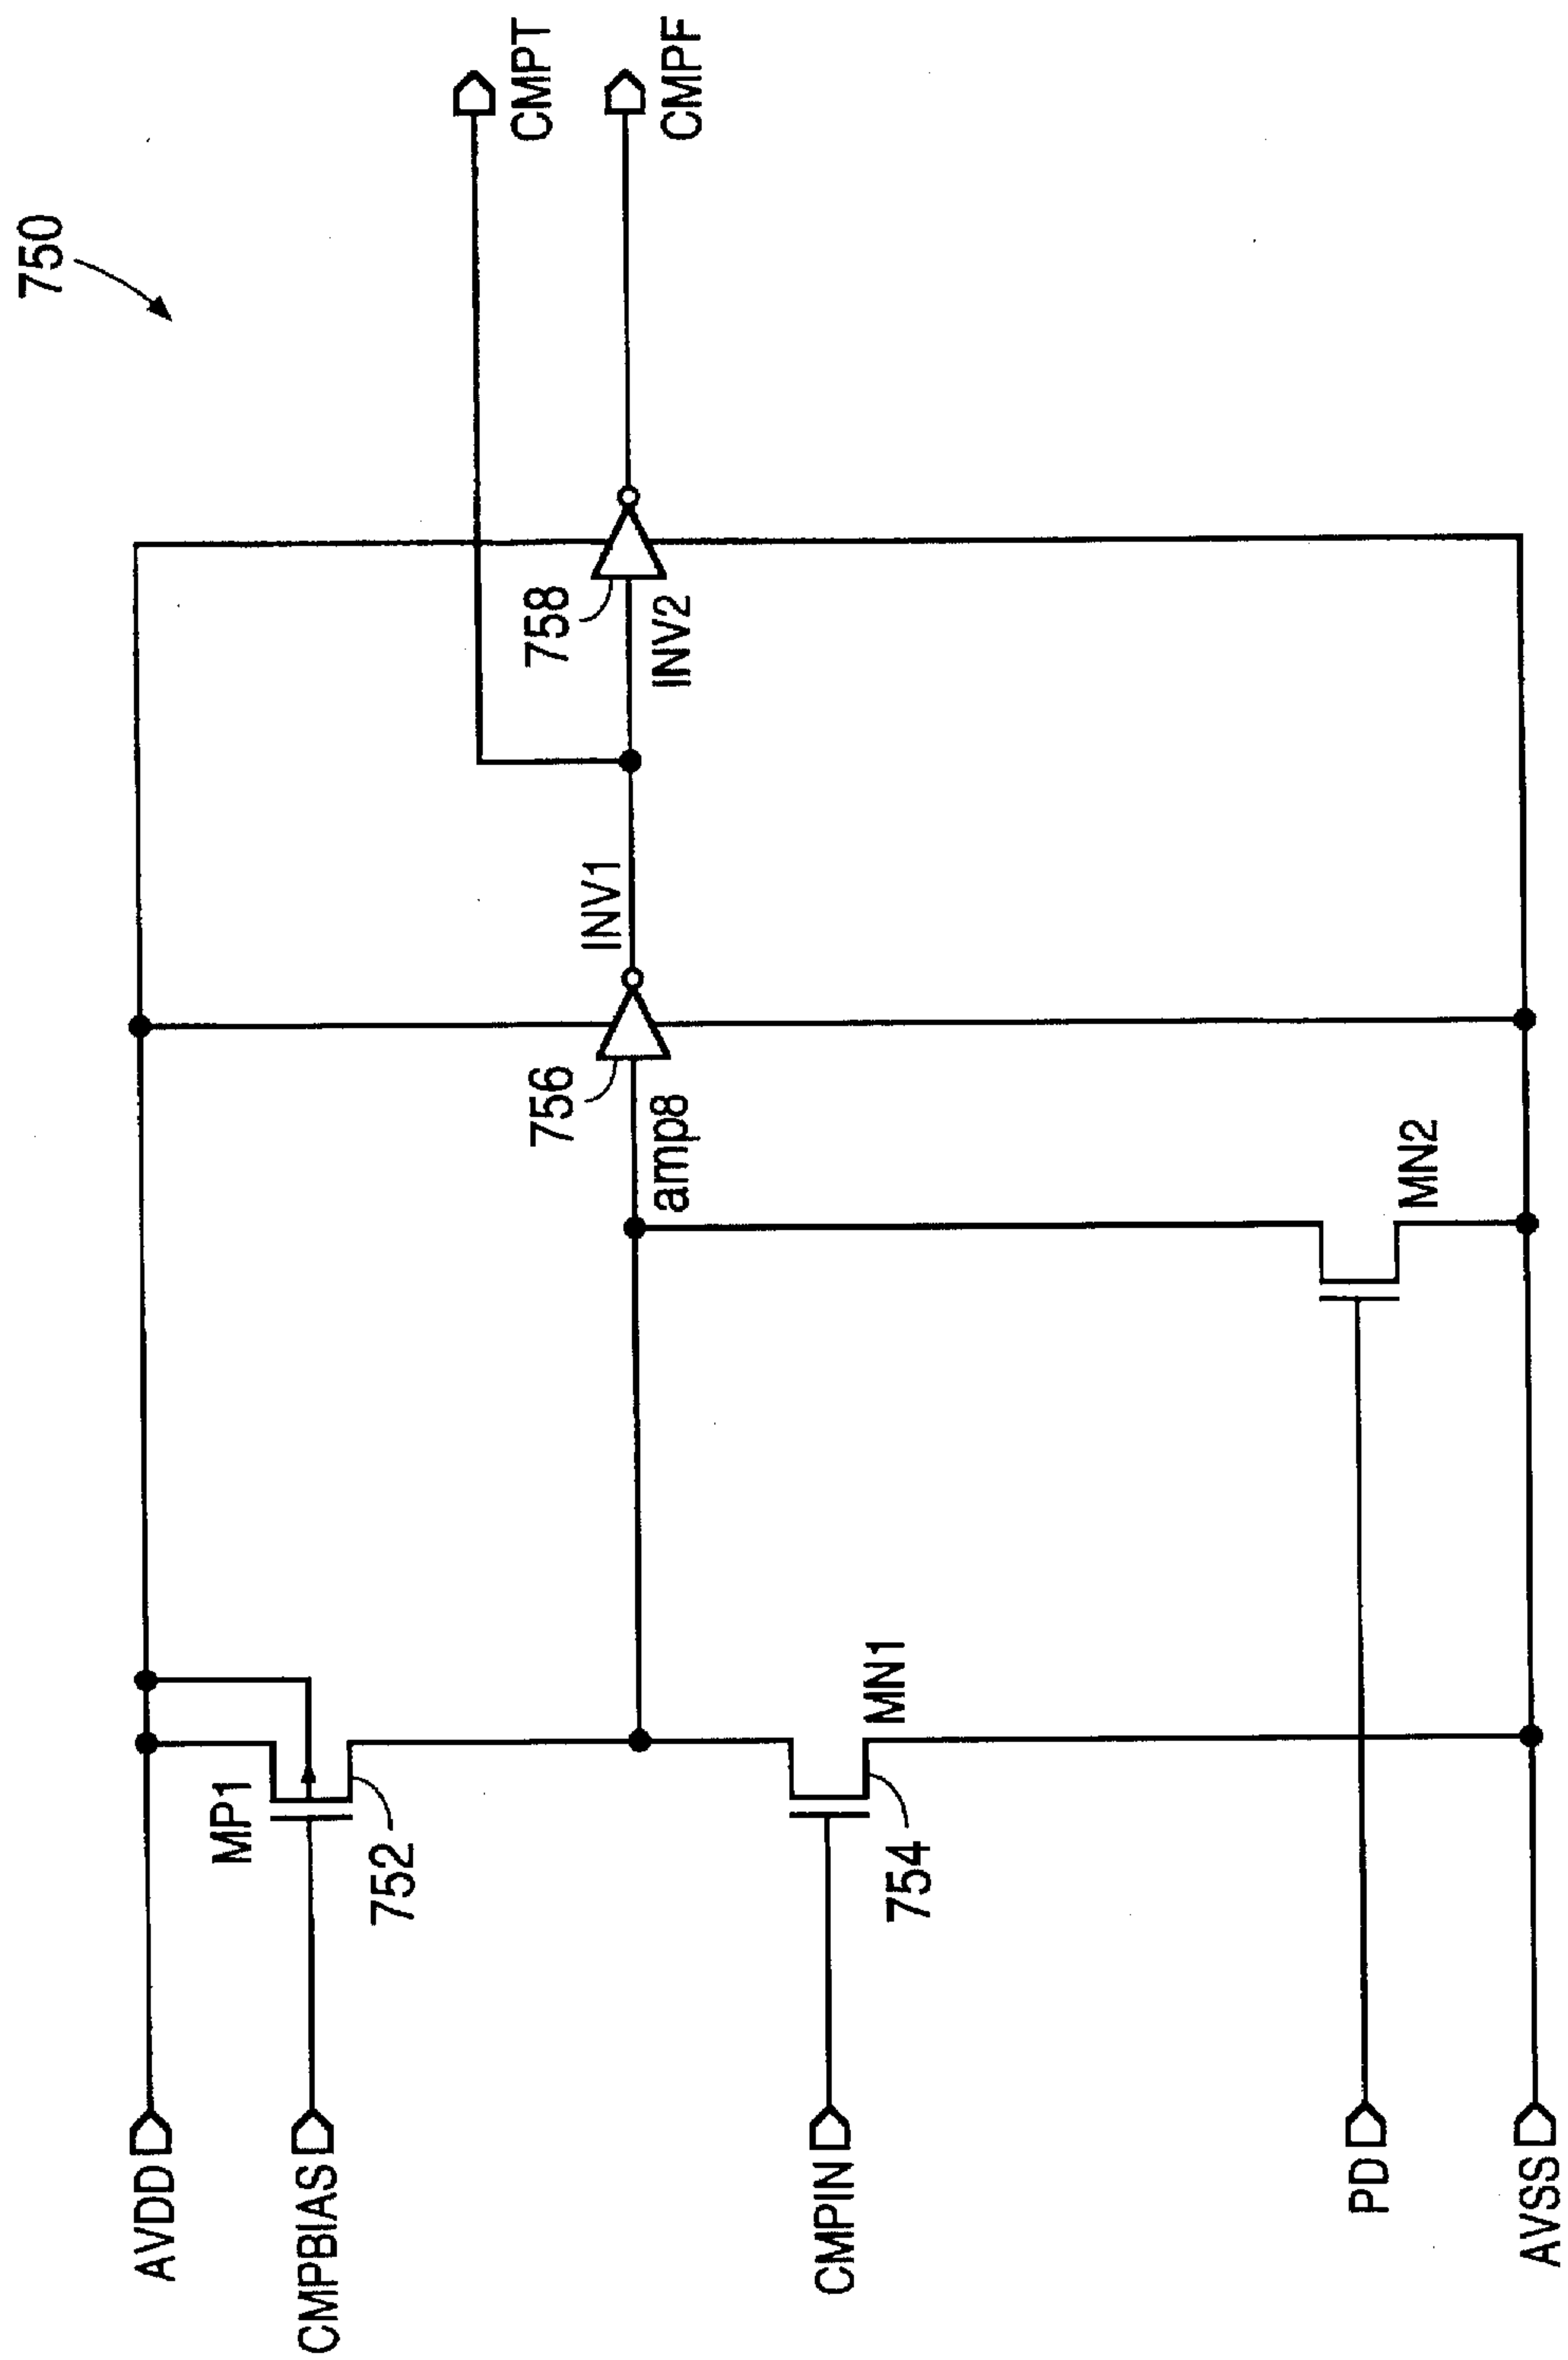 750
AVDD
CMPBIAS
MP1
752
CMPIN
MN1
754
PD
MN2
AVSS
amp8
756
INV1
758
INV2
CMPT
CMPF